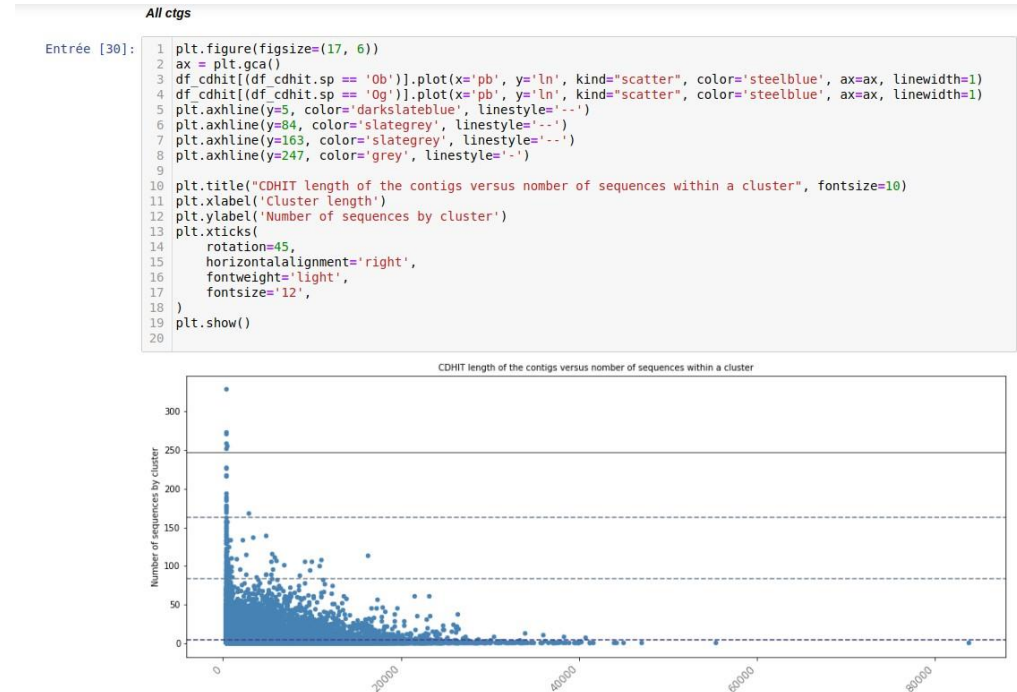 All ctgs
Entrée [30]:
1 plt.figure(figsize=(17, 6))
2 ax = plt.gca()
3 df_cdhit[(df_cdhit.sp == 'Ob')].plot(x='pb', y='ln', kind="scatter", color='steelblue', ax=ax, linewidth=1)
4 df_cdhit[(df_cdhit.sp == 'Og')].plot(x='pb', y='ln', kind="scatter", color='steelblue', ax=ax, linewidth=1)
5 plt.axhline(y=5, color='darkslateblue', linestyle='--')
6 plt.axhline(y=84, color='slategrey', linestyle='--')
7 plt.axhline(y=163, color='slategrey', linestyle='--')
8 plt.axhline(y=247, color='grey', linestyle='-')
9
10 plt.title("CDHIT length of the contigs versus nomber of sequences within a cluster", fontsize=10)
11 plt.xlabel('Cluster length')
12 plt.ylabel('Number of sequences by cluster')
13 plt.xticks(
14     rotation=45,
15     horizontalalignment='right',
16     fontweight='light',
17     fontsize='12',
18 )
19 plt.show()
20
CDHIT length of the contigs versus nomber of sequences within a cluster
Number of sequences by cluster
300
250
200
150
100
50
0
0
20000
40000
60000
80000